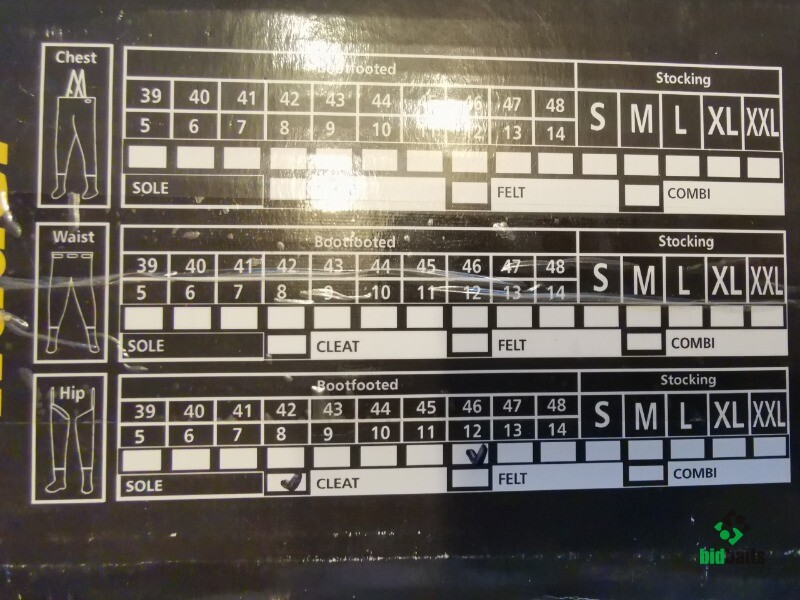 Chest
Bootfooted Stocking
39 40 41 42 43 44 46 47 48 S M L XL XXL
5 6 7 8 9 10 11 12 13 14
SOLE FELT COMBI
Waist
Bootfooted Stocking
39 40 41 42 43 44 45 46 47 48 S M L XL XXL
5 6 7 8 9 10 11 12 13 14
SOLE CLEAT FELT COMBI
Hip
Bootfooted Stocking
39 40 41 42 43 44 45 46 47 48 S M L XL XXL
5 6 7 8 9 10 11 12 13 14
SOLE CLEAT FELT COMBI
bidbaits